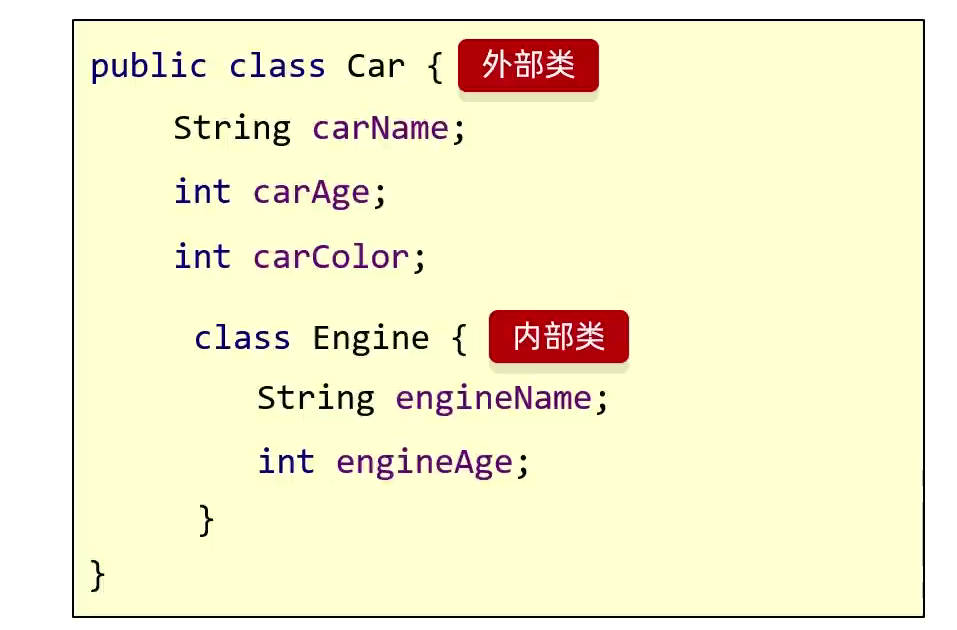 public class Car { 外部类
String carName;
int carAge;
int carColor;
class Engine { 内部类
String engineName;
int engineAge;
}
}